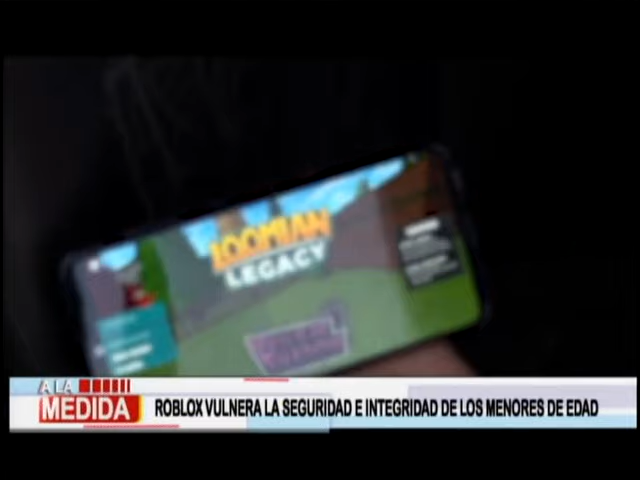 LOOMIAN
LEGACY
A LA
MEDIDA
ROBLOX VULNERA LA SEGURIDAD E INTEGRIDAD DE LOS MENORES DE EDAD